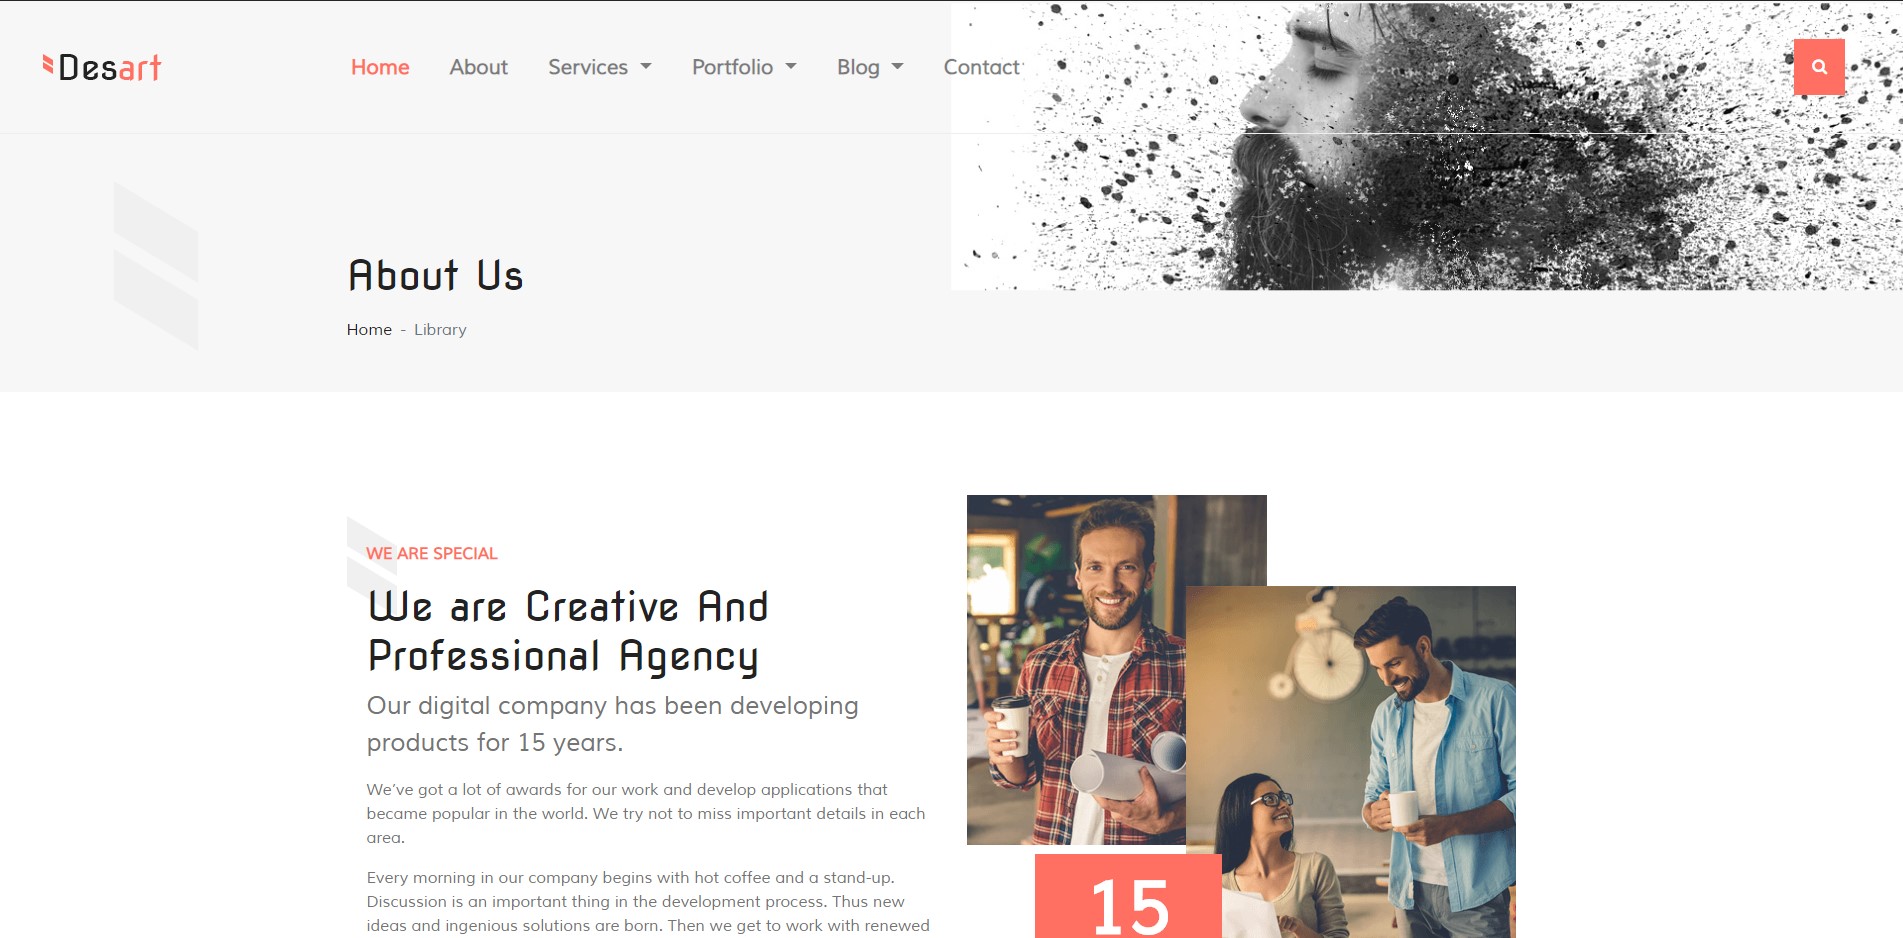 Desart
Home About Services Portfolio Blog Contact
About Us
Home - Library
WE ARE SPECIAL
We are Creative And
Professional Agency
Our digital company has been developing
products for 15 years.
We've got a lot of awards for our work and develop applications that
became popular in the world. We try not to miss important details in each
area.
Every morning in our company begins with hot coffee and a stand-up.
Discussion is an important thing in the development process. Thus new
ideas and ingenious solutions are born. Then we get to work with renewed
15